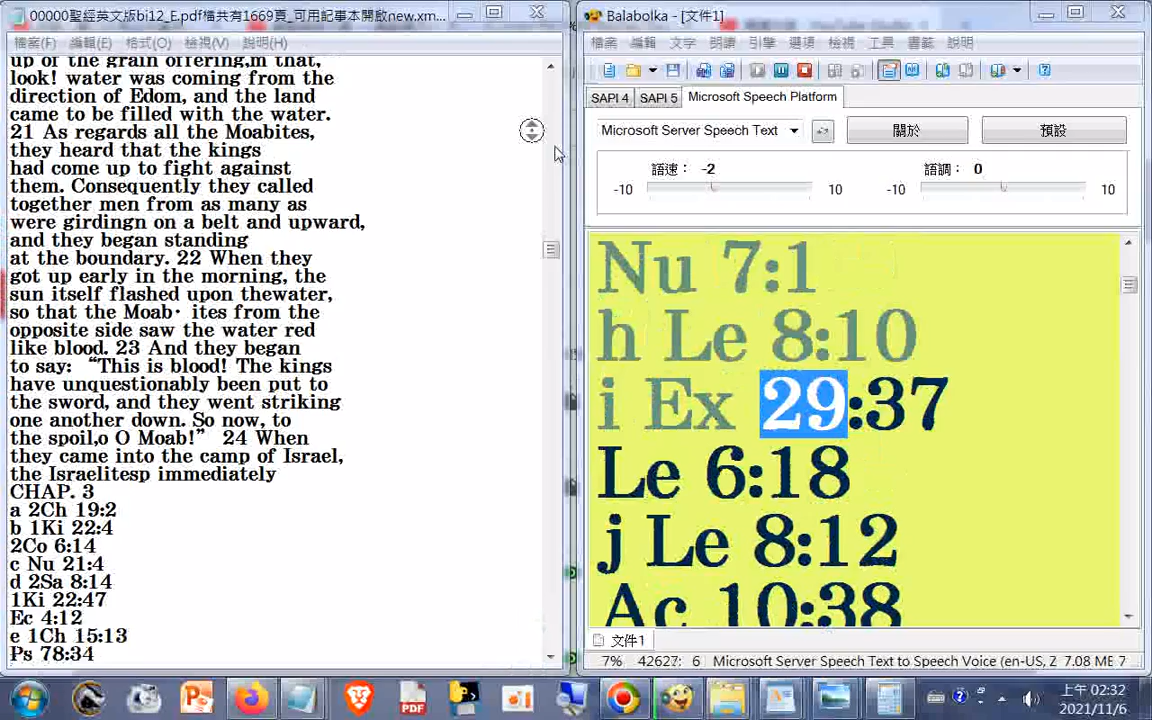 00000聖經英文版bi12_E.pdf檔共有1669頁_可用記事本開啟new.xm...
檔案(F) 編輯(E) 格式(O) 檢視(V) 說明(H)
up of the grain offering,m that,
look! water was coming from the
direction of Edom, and the land
came to be filled with the water.
21 As regards all the Moabites,
they heard that the kings
had come up to fight against
them. Consequently they called
together men from as many as
were girdingn on a belt and upward,
and they began standing
at the boundary. 22 When they
got up early in the morning, the
sun itself flashed upon thewater,
so that the Moab· ites from the
opposite side saw the water red
like blood. 23 And they began
to say: “This is blood! The kings
have unquestionably been put to
the sword, and they went striking
one another down. So now, to
the spoil,o O Moab!” 24 When
they came into the camp of Israel,
the Israelitesp immediately
CHAP. 3
a 2Ch 19:2
b 1Ki 22:4
2Co 6:14
c Nu 21:4
d 2Sa 8:14
1Ki 22:47
Ec 4:12
e 1Ch 15:13
Ps 78:34
Balabolka - [文件1]
檔案 編輯 文字 朗讀 引擎 選項 檢視 工具 書籤 說明
SAPI 4 SAPI 5 Microsoft Speech Platform
Microsoft Server Speech Text 關於 預設
語速： -2 語調： 0
-10 10 -10 10
Nu 7:1
h Le 8:10
i Ex 29:37
Le 6:18
j Le 8:12
Ac 10:38
文件1
7% 42627: 6 Microsoft Server Speech Text to Speech Voice (en-US, Z 7.08 MB 7
PDF
上午 02:32
2021/11/6